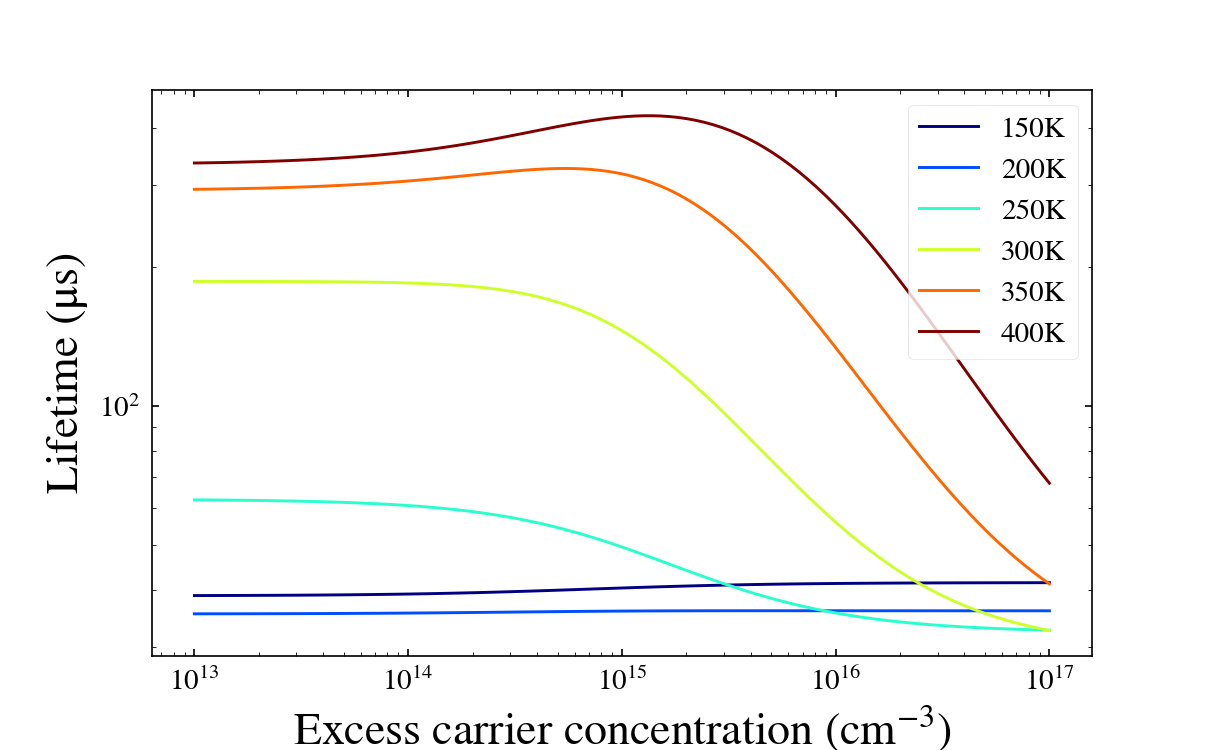 150K
200K
250K
300K
350K
400K
Lifetime (µs)
10²
10¹³ 10¹⁴ 10¹⁵ 10¹⁶ 10¹⁷
Excess carrier concentration (cm⁻³)